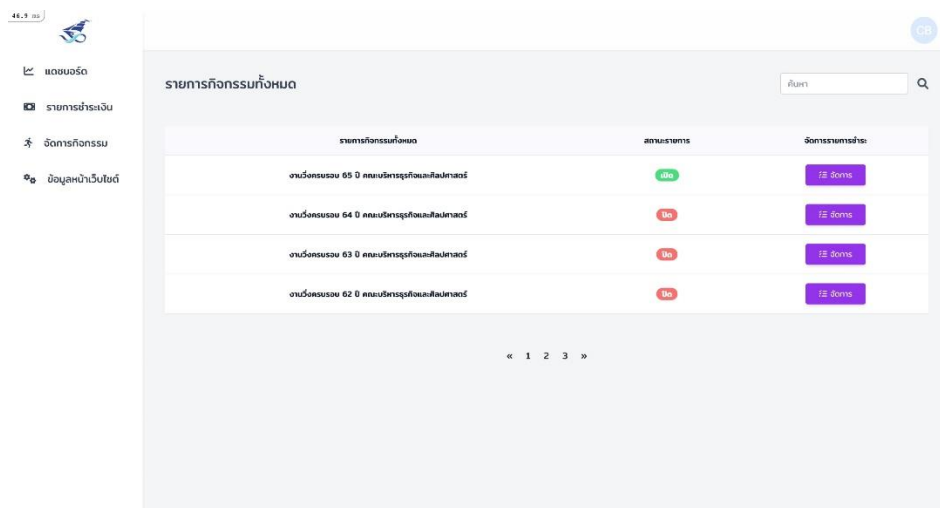 46.9 ms
CB
แดชบอร์ด
รายการชำระเงิน
จัดการกิจกรรม
ข้อมูลหน้าเว็บไซต์
รายการกิจกรรมทั้งหมด
ค้นหา
รายการกิจกรรมทั้งหมด สถานะรายการ จัดการรายการชำระ
งานวิ่งครบรอบ 65 ปี คณะบริหารธุรกิจและศิลปศาสตร์ เปิด จัดการ
งานวิ่งครบรอบ 64 ปี คณะบริหารธุรกิจและศิลปศาสตร์ ปิด จัดการ
งานวิ่งครบรอบ 63 ปี คณะบริหารธุรกิจและศิลปศาสตร์ ปิด จัดการ
งานวิ่งครบรอบ 62 ปี คณะบริหารธุรกิจและศิลปศาสตร์ ปิด จัดการ
« 1 2 3 »